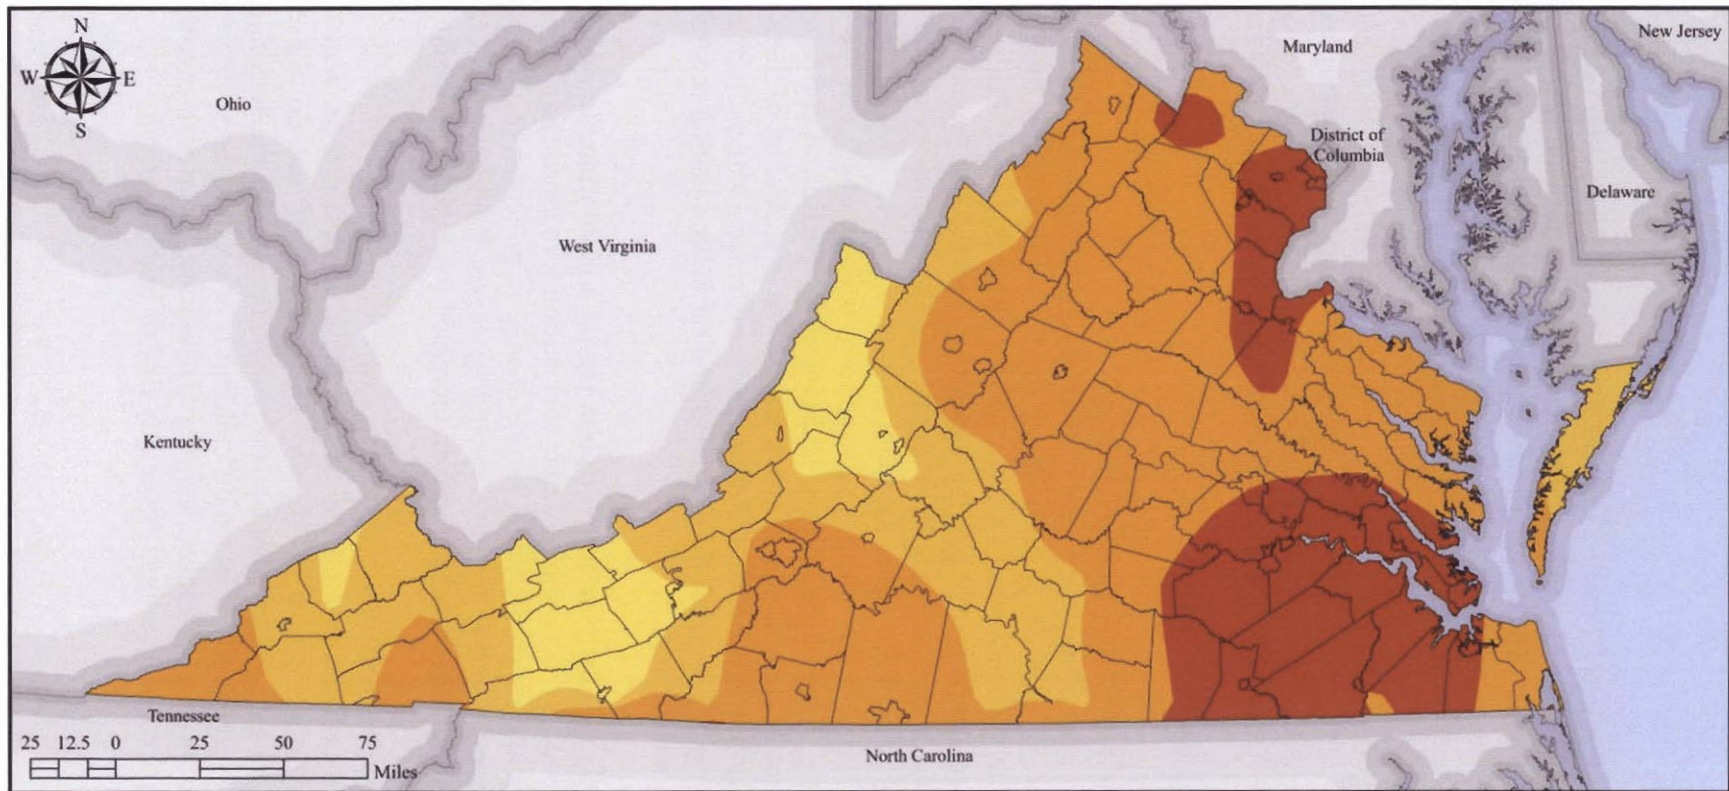 N
W E
S
Ohio
Maryland
New Jersey
District of
Columbia
Delaware
West Virginia
Kentucky
Tennessee
North Carolina
25 12.5 0 25 50 75
Miles